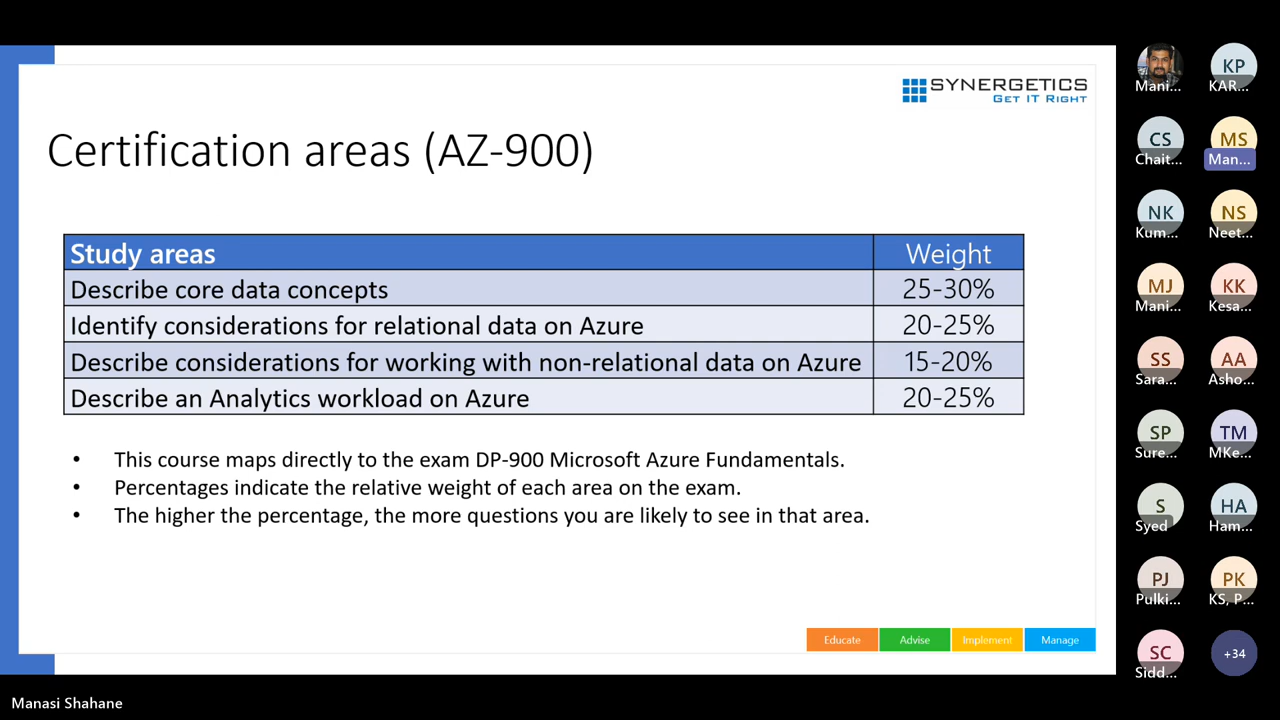 SYNERGETICS
GET IT RIGHT
Certification areas (AZ-900)
Study areas Weight
Describe core data concepts 25-30%
Identify considerations for relational data on Azure 20-25%
Describe considerations for working with non-relational data on Azure 15-20%
Describe an Analytics workload on Azure 20-25%
• This course maps directly to the exam DP-900 Microsoft Azure Fundamentals.
• Percentages indicate the relative weight of each area on the exam.
• The higher the percentage, the more questions you are likely to see in that area.
Educate Advise Implement Manage
Mani...
KP
KAR...
CS
Chait...
MS
Man...
NK
Kum...
NS
Neet...
MJ
Mani...
KK
Kesa...
SS
Sara...
AA
Asho...
SP
Sure...
TM
MKe...
S
Syed
HA
Ham...
PJ
Pulki...
PK
KS, P...
SC
Sidd...
+34
Manasi Shahane